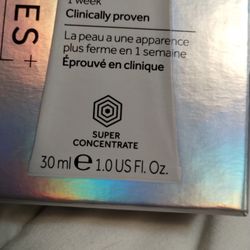 1 week
Clinically proven
La peau a une apparence
plus ferme en 1 semaine
Éprouvé en clinique
SUPER
CONCENTRATE
30 ml ℮ 1.0 US Fl. Oz.
ES+